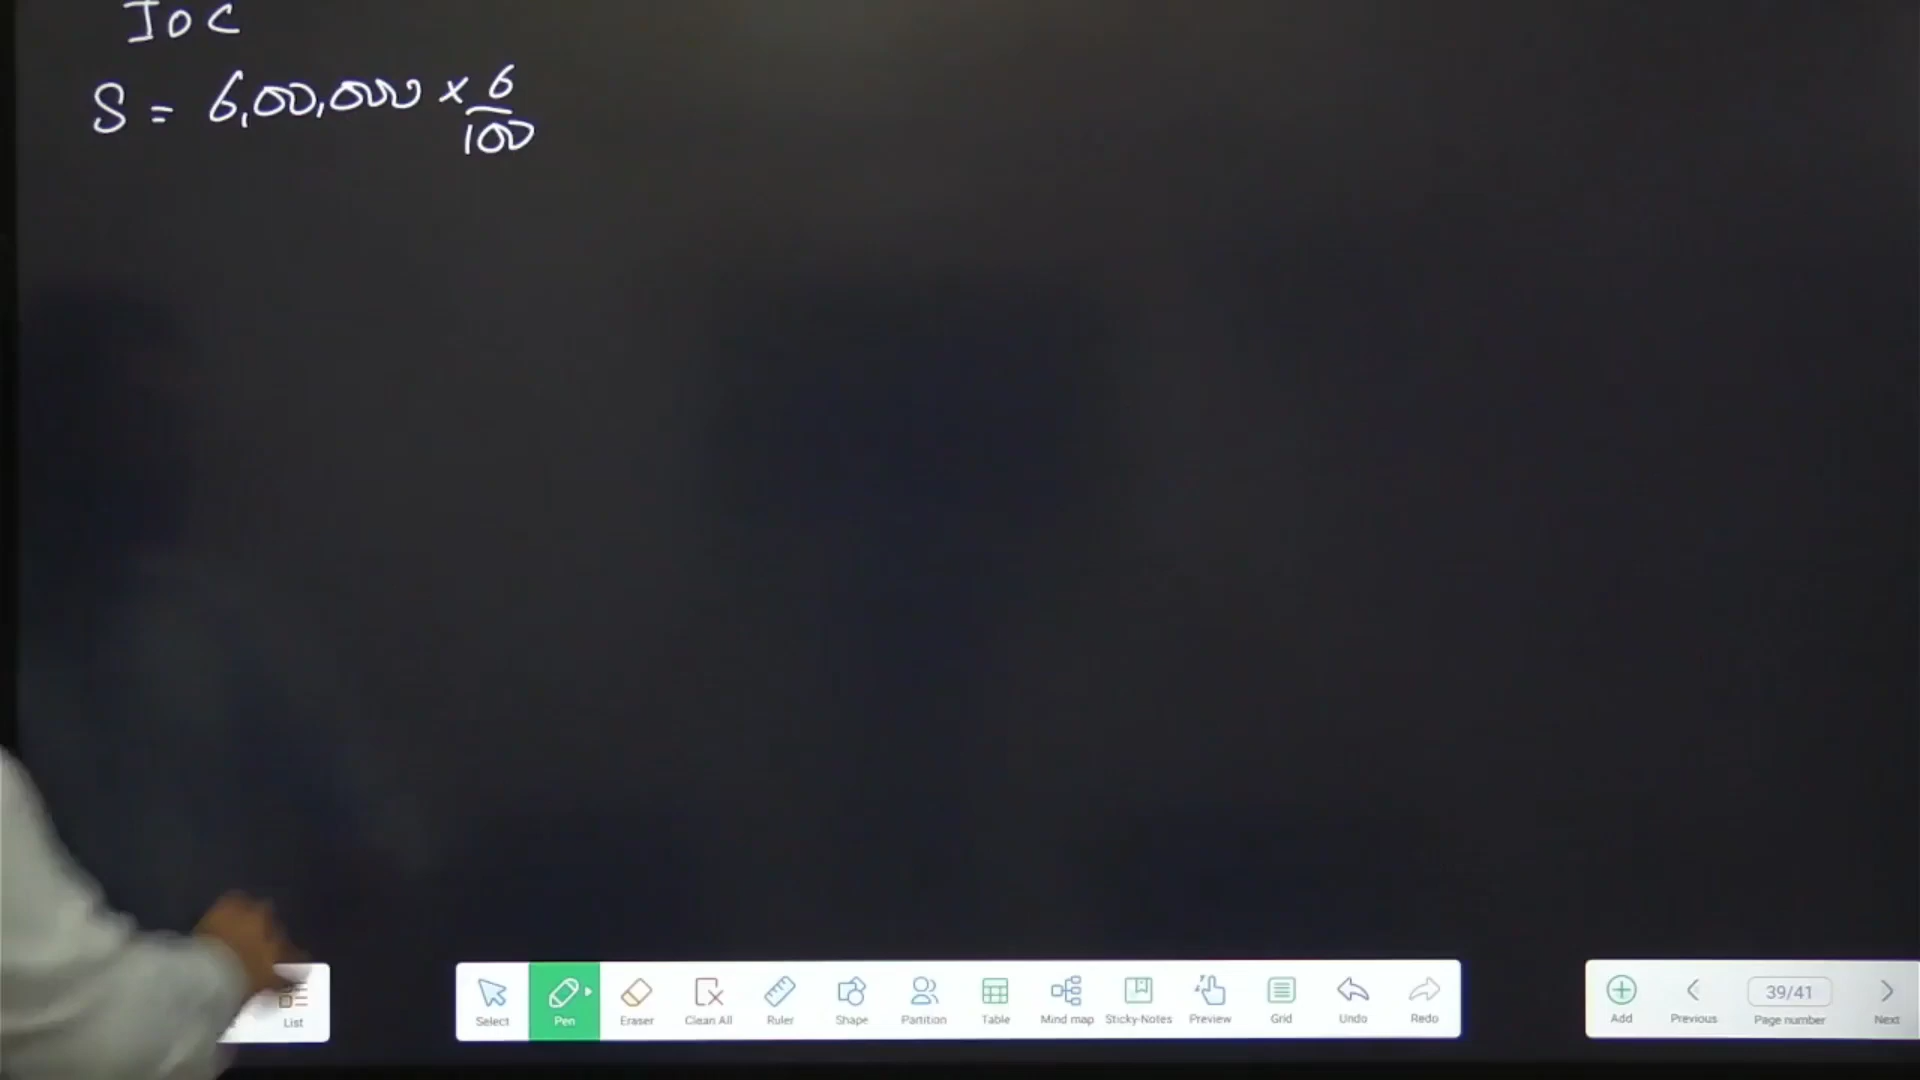 IOC
S = 6,00,000 × 6/100
List
Select
Pen
Eraser
Clean All
Ruler
Shape
Partition
Table
Mind map
Sticky-Notes
Preview
Grid
Undo
Redo
Add
Previous
39/41
Page number
Next